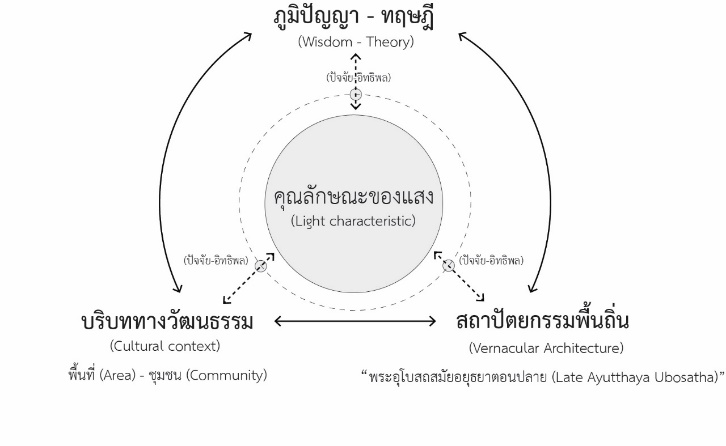 ภูมิปัญญา - ทฤษฎี
(Wisdom - Theory)
(ปัจจัย-อิทธิพล)
คุณลักษณะของแสง
(Light characteristic)
(ปัจจัย-อิทธิพล)
(ปัจจัย-อิทธิพล)
บริบททางวัฒนธรรม
(Cultural context)
พื้นที่ (Area) - ชุมชน (Community)
สถาปัตยกรรมพื้นถิ่น
(Vernacular Architecture)
“พระอุโบสถสมัยอยุธยาตอนปลาย (Late Ayutthaya Ubosatha)”